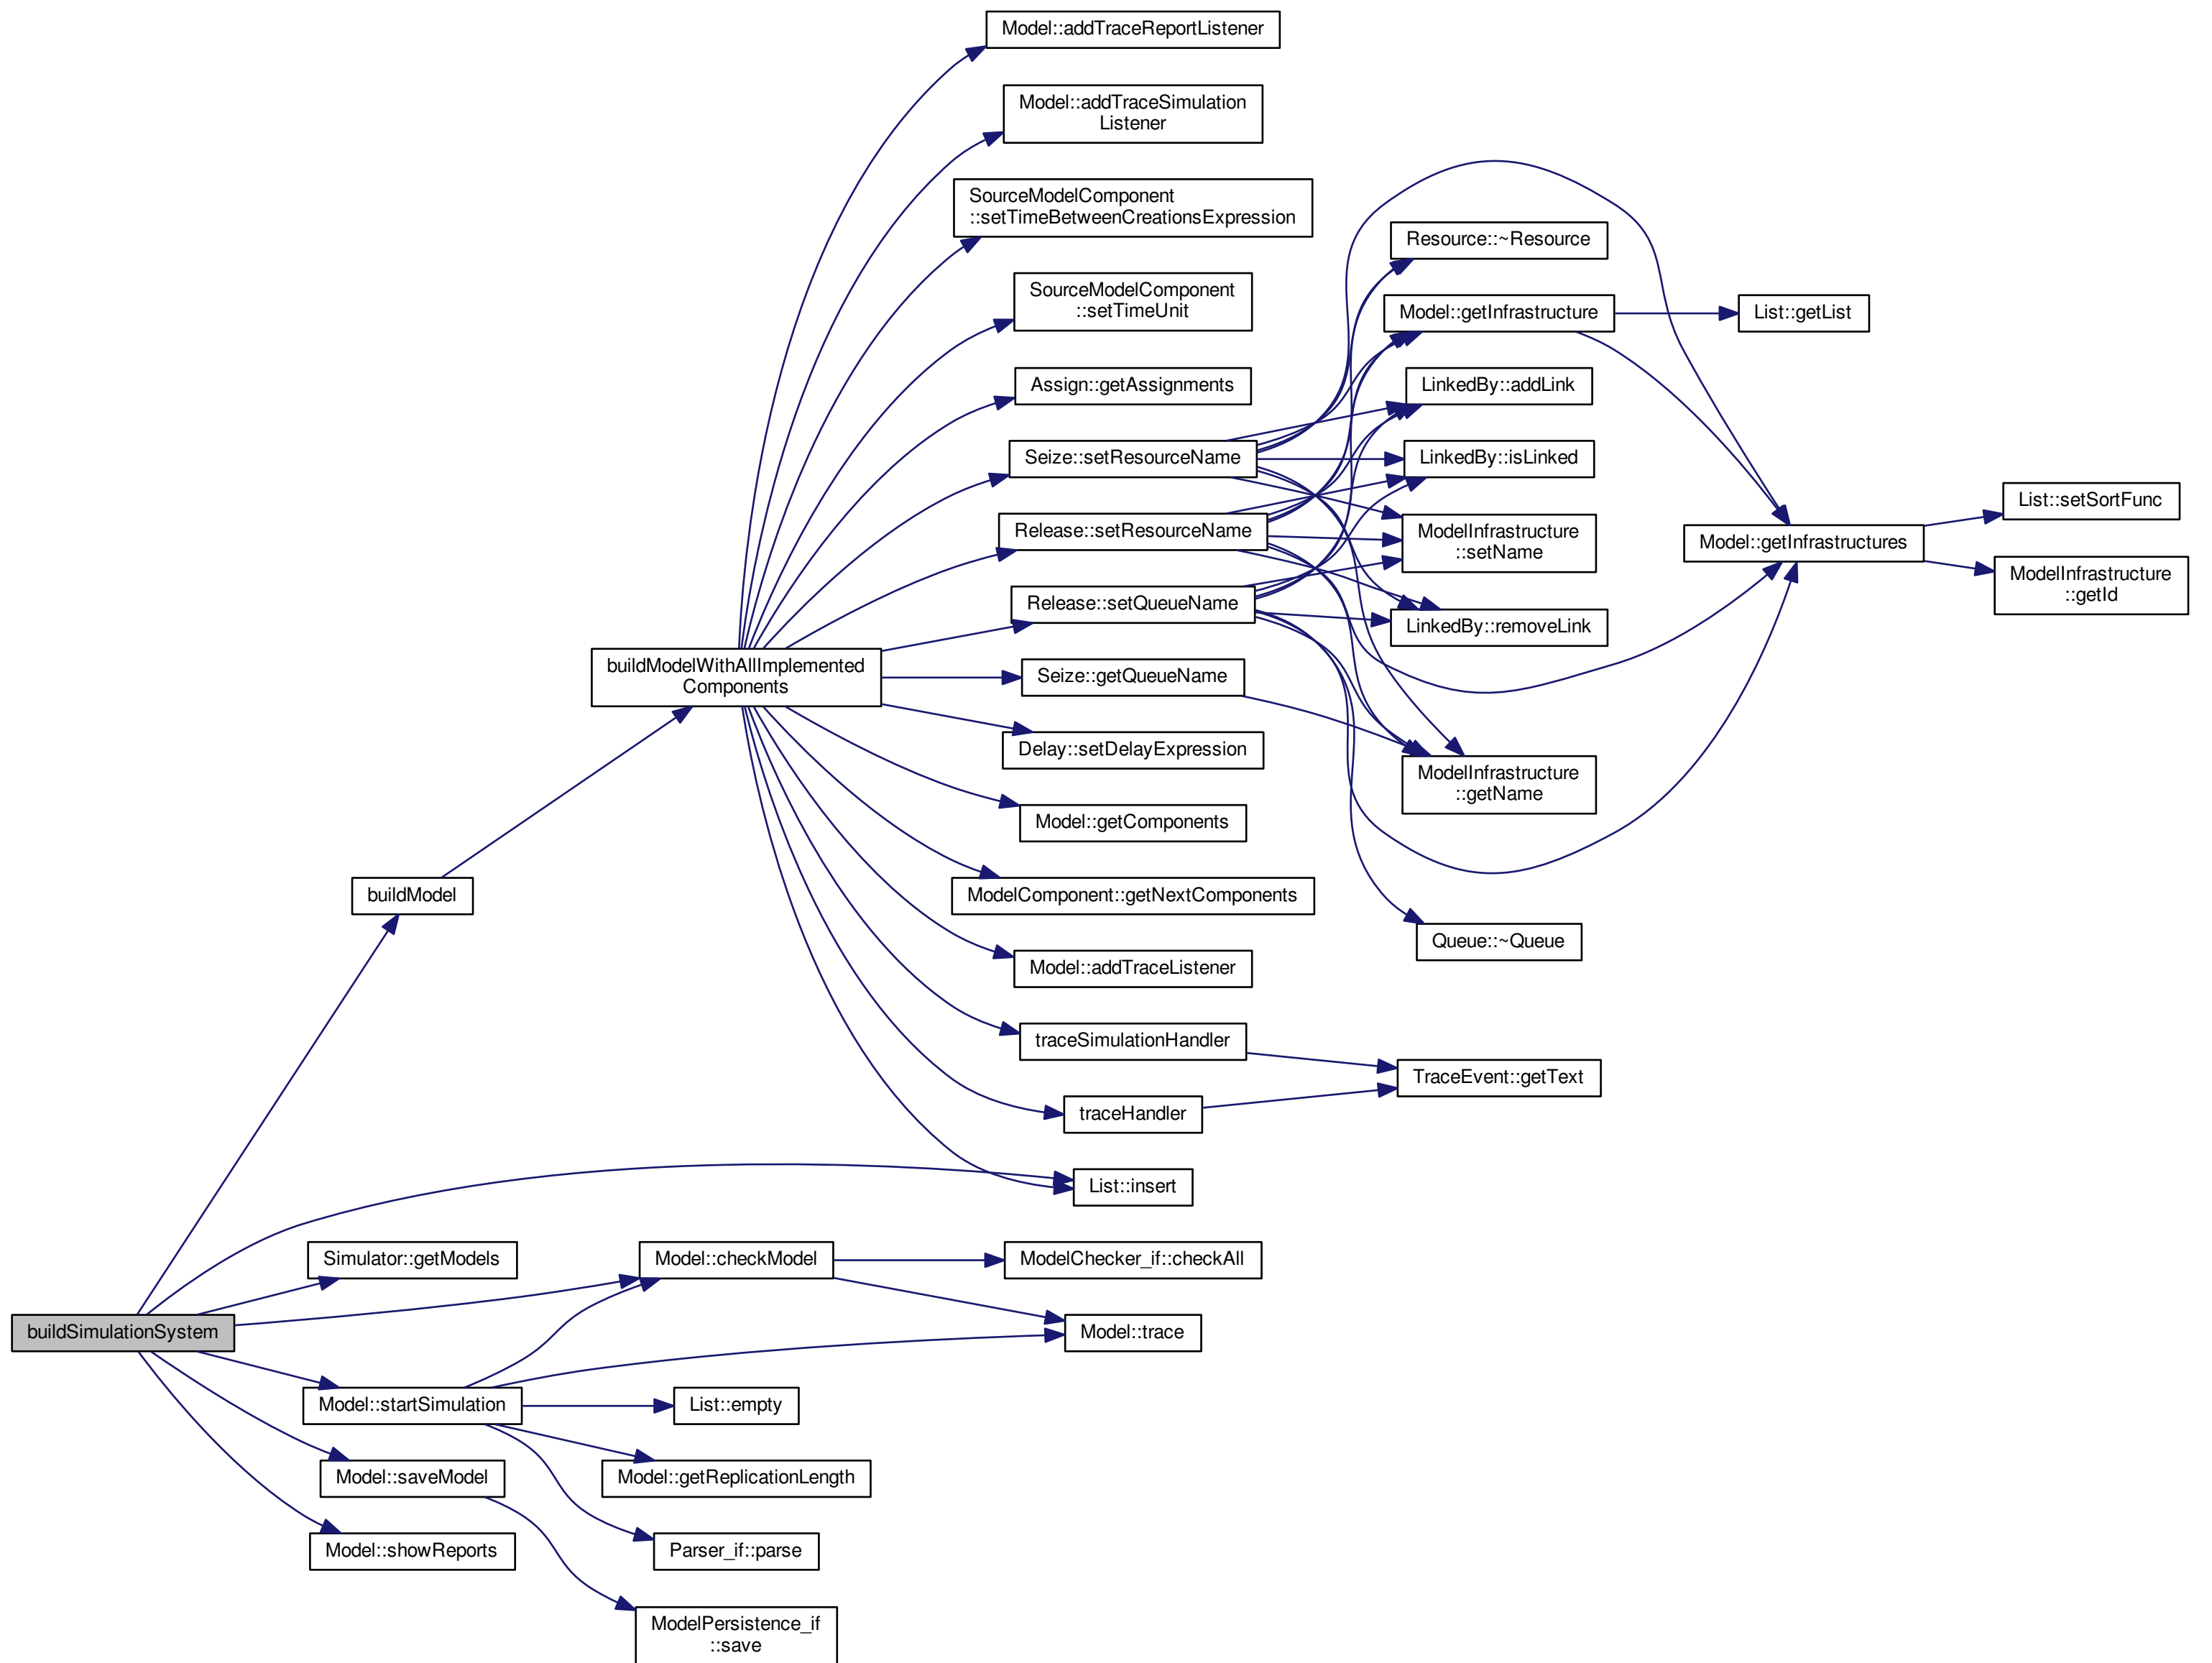 Model::addTraceReportListener
Model::addTraceSimulation
Listener
SourceModelComponent
::setTimeBetweenCreationsExpression
SourceModelComponent
::setTimeUnit
Assign::getAssignments
Seize::setResourceName
Release::setResourceName
Release::setQueueName
buildModelWithAllImplemented
Components
Seize::getQueueName
Delay::setDelayExpression
Model::getComponents
ModelComponent::getNextComponents
Model::addTraceListener
traceSimulationHandler
traceHandler
List::insert
Resource::~Resource
Model::getInfrastructure
LinkedBy::addLink
LinkedBy::isLinked
ModelInfrastructure
::setName
LinkedBy::removeLink
ModelInfrastructure
::getName
Queue::~Queue
TraceEvent::getText
List::getList
Model::getInfrastructures
List::setSortFunc
ModelInfrastructure
::getId
buildModel
Simulator::getModels
Model::checkModel
ModelChecker_if::checkAll
buildSimulationSystem
Model::trace
Model::startSimulation
List::empty
Model::saveModel
Model::getReplicationLength
Model::showReports
Parser_if::parse
ModelPersistence_if
::save